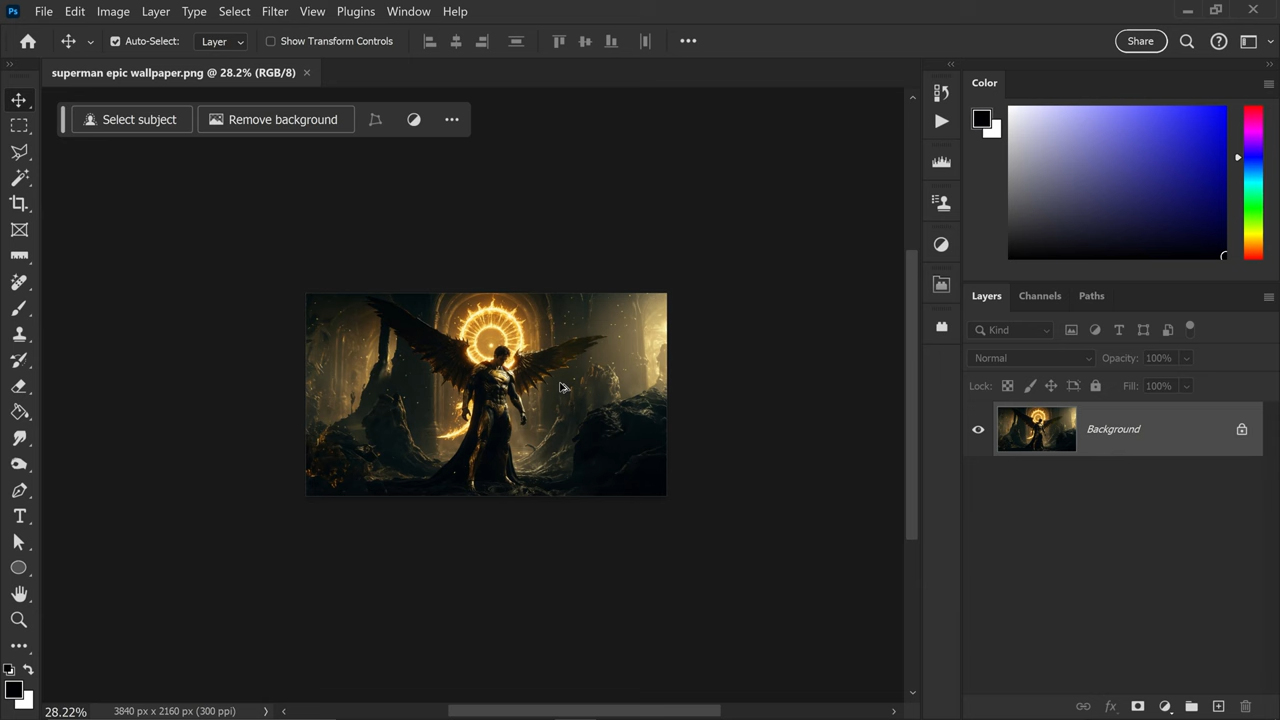 Ps File Edit Image Layer Type Select Filter View Plugins Window Help
Auto-Select: Layer Show Transform Controls Share
superman epic wallpaper.png @ 28.2% (RGB/8)
Select subject Remove background
Color
Layers Channels Paths
Kind
Normal Opacity: 100%
Lock: Fill: 100%
Background
28.22% 3840 px x 2160 px (300 ppi)